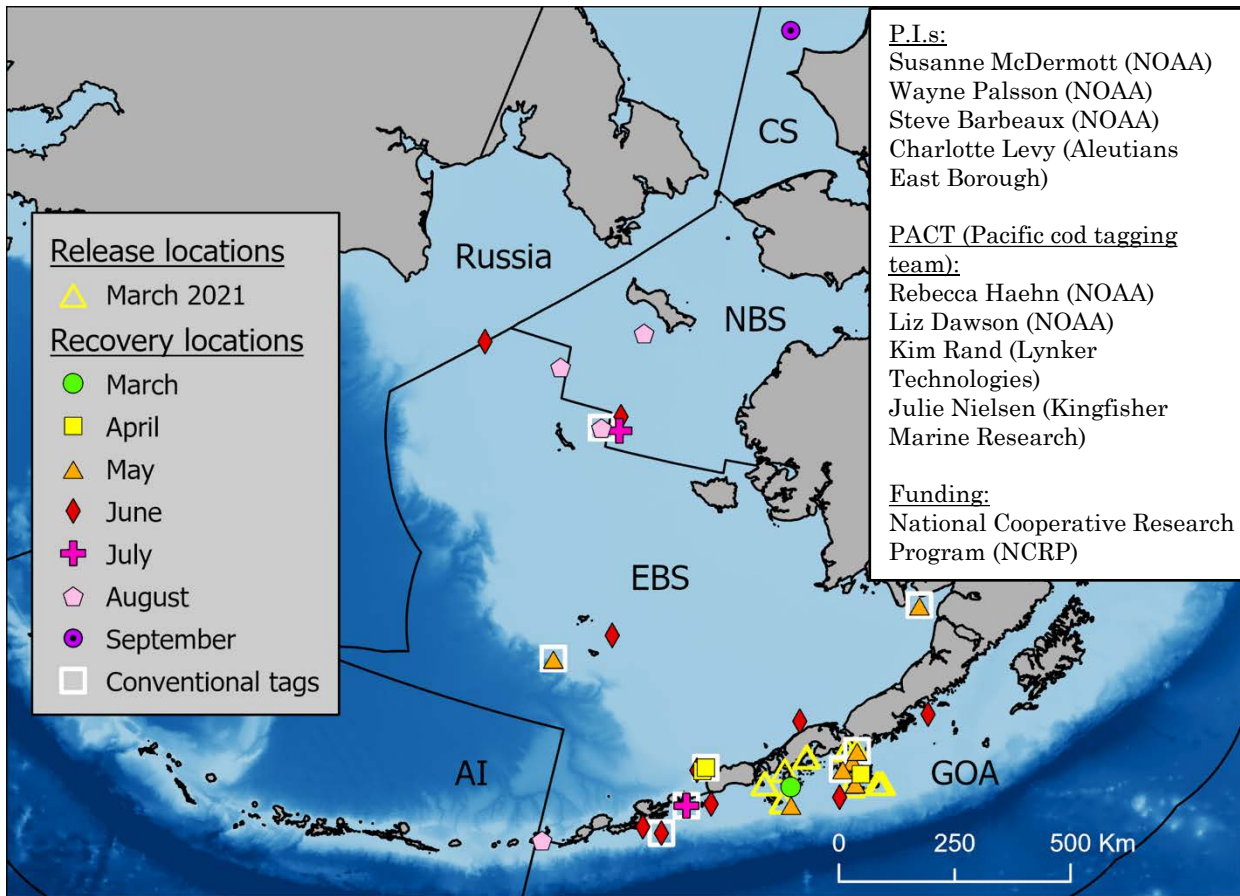 Release locations
March 2021
Recovery locations
March
April
May
June
July
August
September
Conventional tags
Russia
CS
NBS
EBS
AI
GOA
0 250 500 Km
P.I.s:
Susanne McDermott (NOAA)
Wayne Palsson (NOAA)
Steve Barbeaux (NOAA)
Charlotte Levy (Aleutians
East Borough)
PACT (Pacific cod tagging
team):
Rebecca Haehn (NOAA)
Liz Dawson (NOAA)
Kim Rand (Lynker
Technologies)
Julie Nielsen (Kingfisher
Marine Research)
Funding:
National Cooperative Research
Program (NCRP)